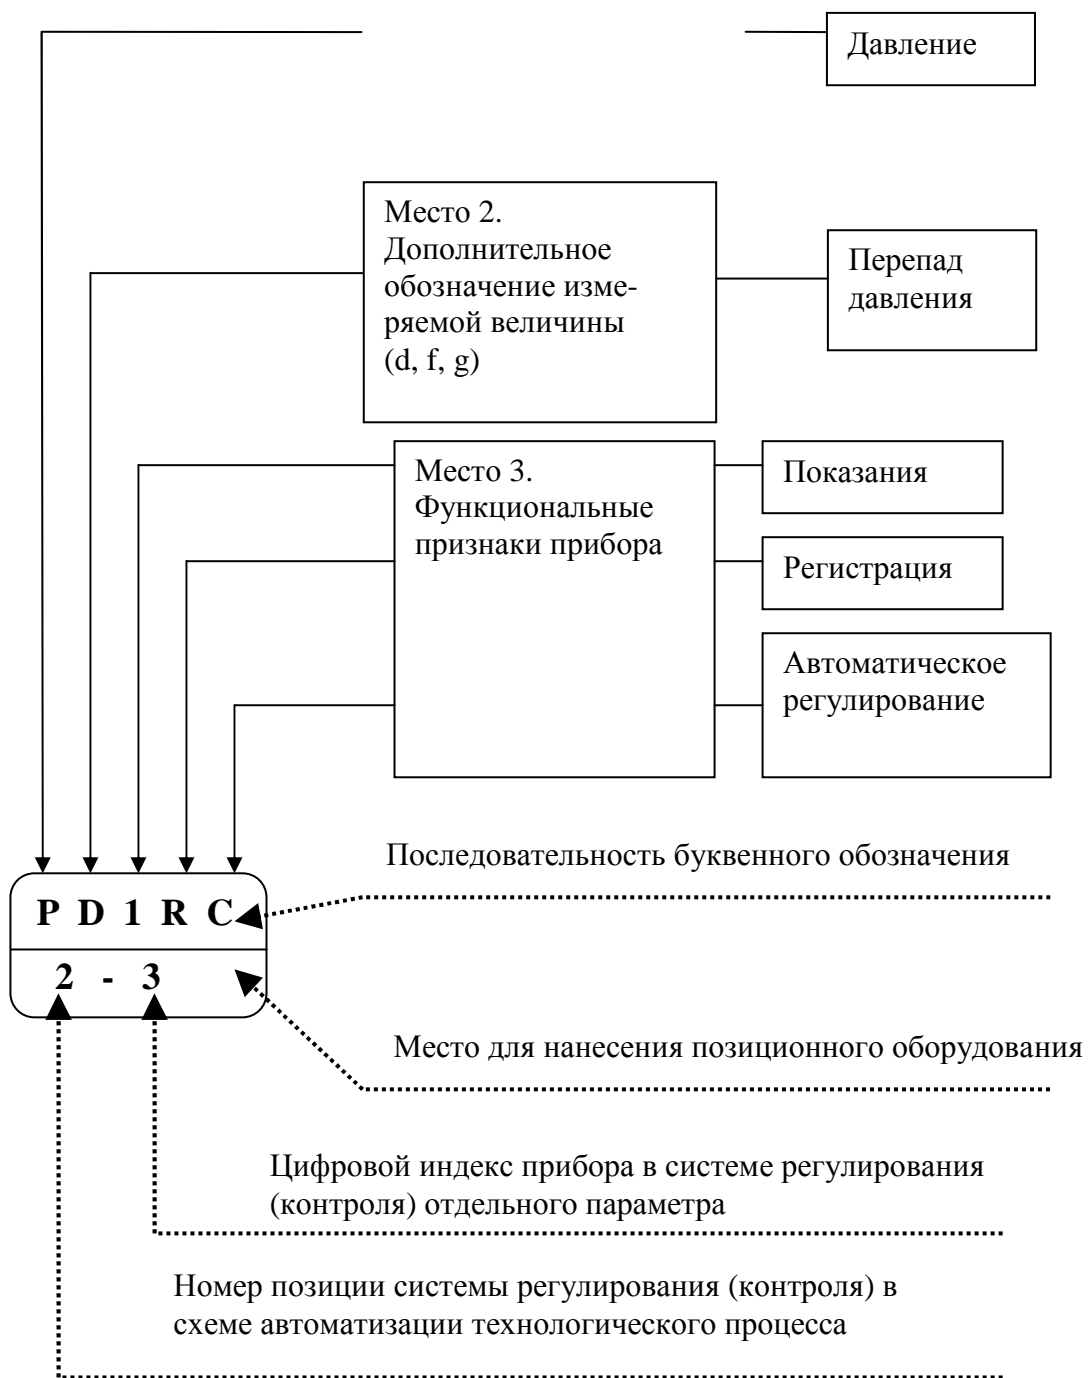 Давление
Место 2.
Дополнительное
обозначение изме-
ряемой величины
(d, f, g)
Перепад
давления
Место 3.
Функциональные
признаки прибора
Показания
Регистрация
Автоматическое
регулирование
Последовательность буквенного обозначения
P D 1 R C
2 - 3
Место для нанесения позиционного оборудования
Цифровой индекс прибора в системе регулирования
(контроля) отдельного параметра
Номер позиции системы регулирования (контроля) в
схеме автоматизации технологического процесса